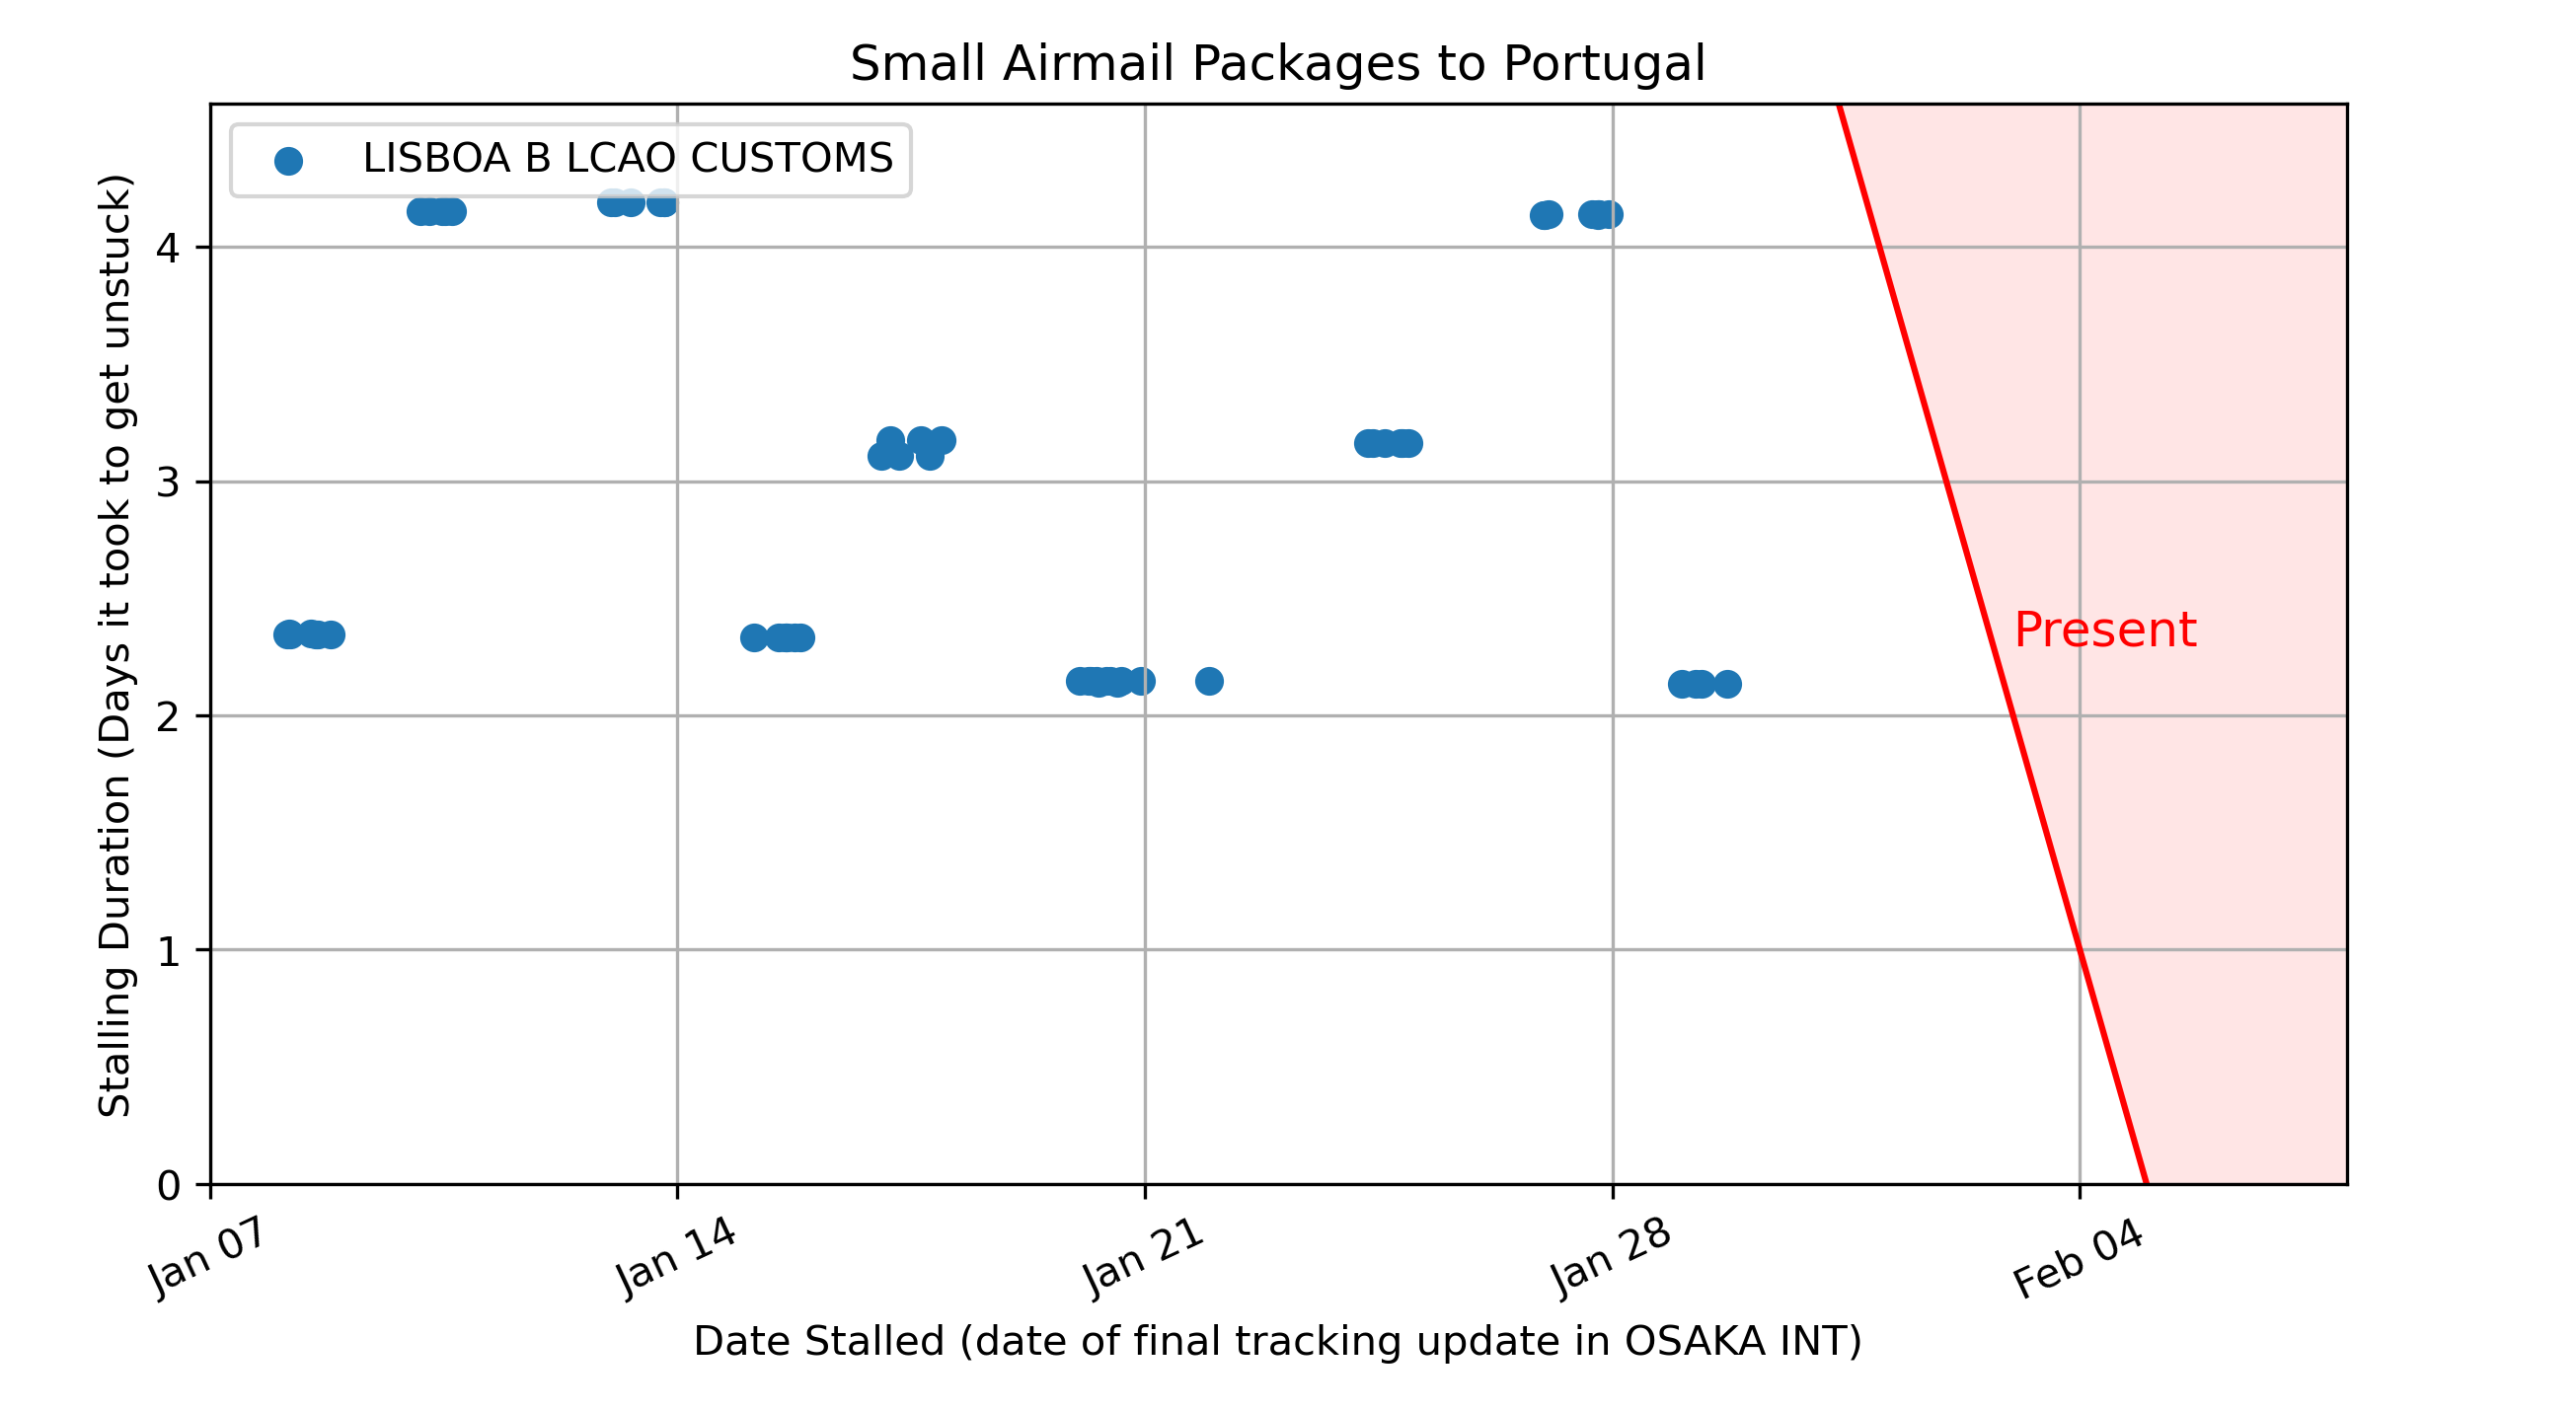 Small Airmail Packages to Portugal
LISBOA B LCAO CUSTOMS
Stalling Duration (Days it took to get unstuck)
4
3
2
1
0
Present
Jan 07
Jan 14
Jan 21
Jan 28
Feb 04
Date Stalled (date of final tracking update in OSAKA INT)